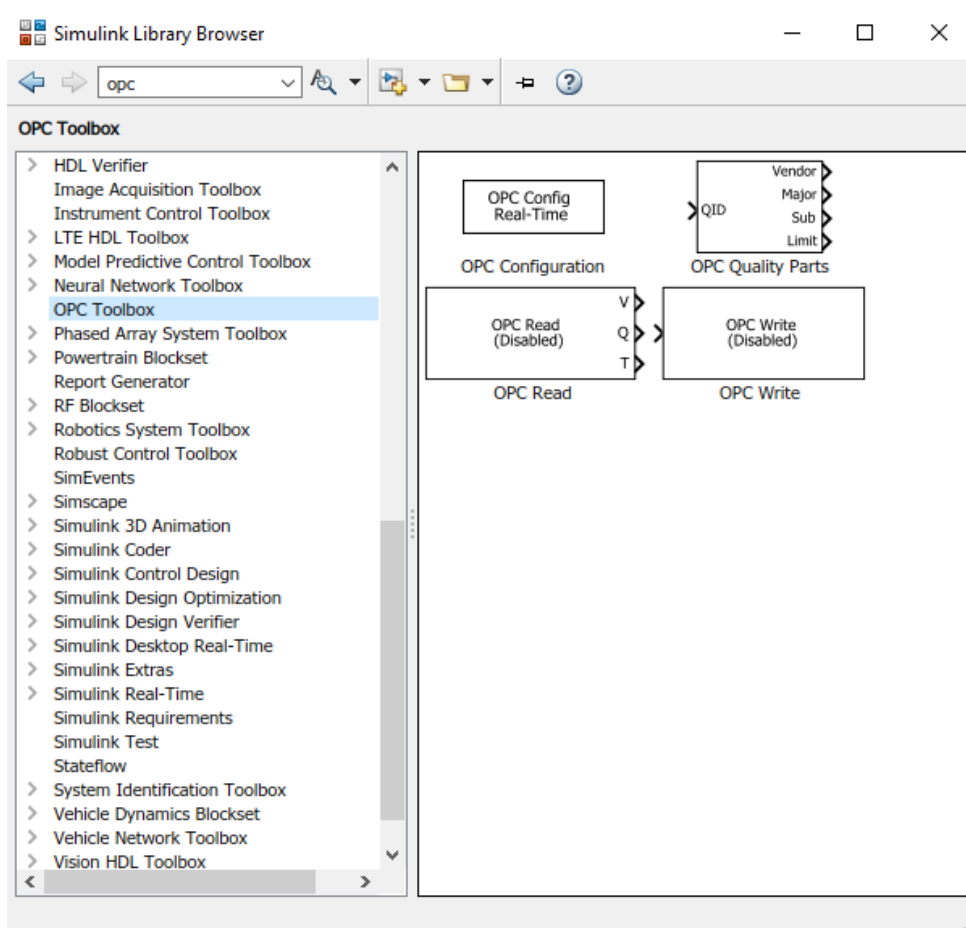 Simulink Library Browser
opc
OPC Toolbox
HDL Verifier
Image Acquisition Toolbox
Instrument Control Toolbox
LTE HDL Toolbox
Model Predictive Control Toolbox
Neural Network Toolbox
OPC Toolbox
Phased Array System Toolbox
Powertrain Blockset
Report Generator
RF Blockset
Robotics System Toolbox
Robust Control Toolbox
SimEvents
Simscape
Simulink 3D Animation
Simulink Coder
Simulink Control Design
Simulink Design Optimization
Simulink Design Verifier
Simulink Desktop Real-Time
Simulink Extras
Simulink Real-Time
Simulink Requirements
Simulink Test
Stateflow
System Identification Toolbox
Vehicle Dynamics Blockset
Vehicle Network Toolbox
Vision HDL Toolbox
OPC Config
Real-Time
OPC Configuration
QID
Vendor
Major
Sub
Limit
OPC Quality Parts
OPC Read
(Disabled)
V
Q
T
OPC Read
OPC Write
(Disabled)
OPC Write